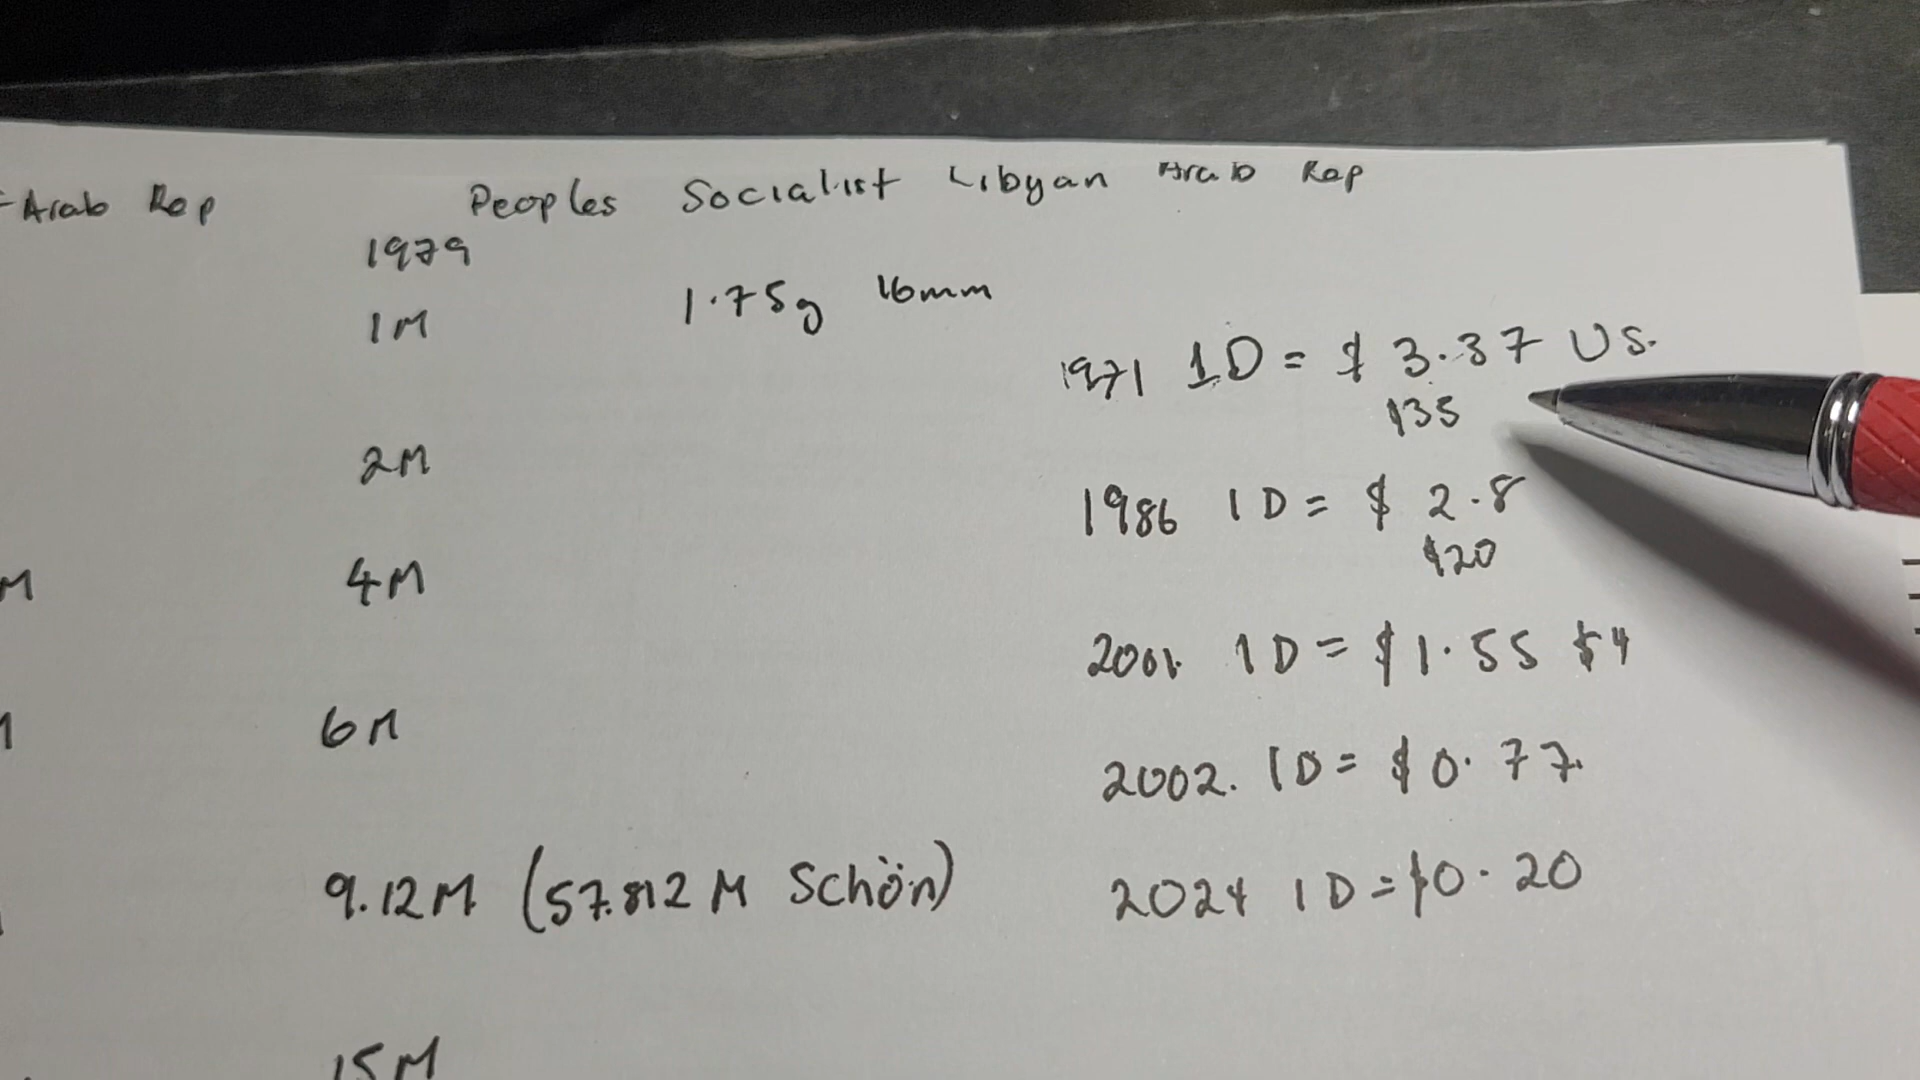 Arab Rep Peoples Socialist Libyan Arab Rep
1979
1M 1.75g 16mm
1971 1D = $ 3.37 US.
$35
2M
1986 1D = $ 2.8
$20
M 4M
2001. 1D = $1.55 $4
6M
2002. 1D = $0.77.
9.12M (57.812M Schön)
2024 1D = $0.20
15M